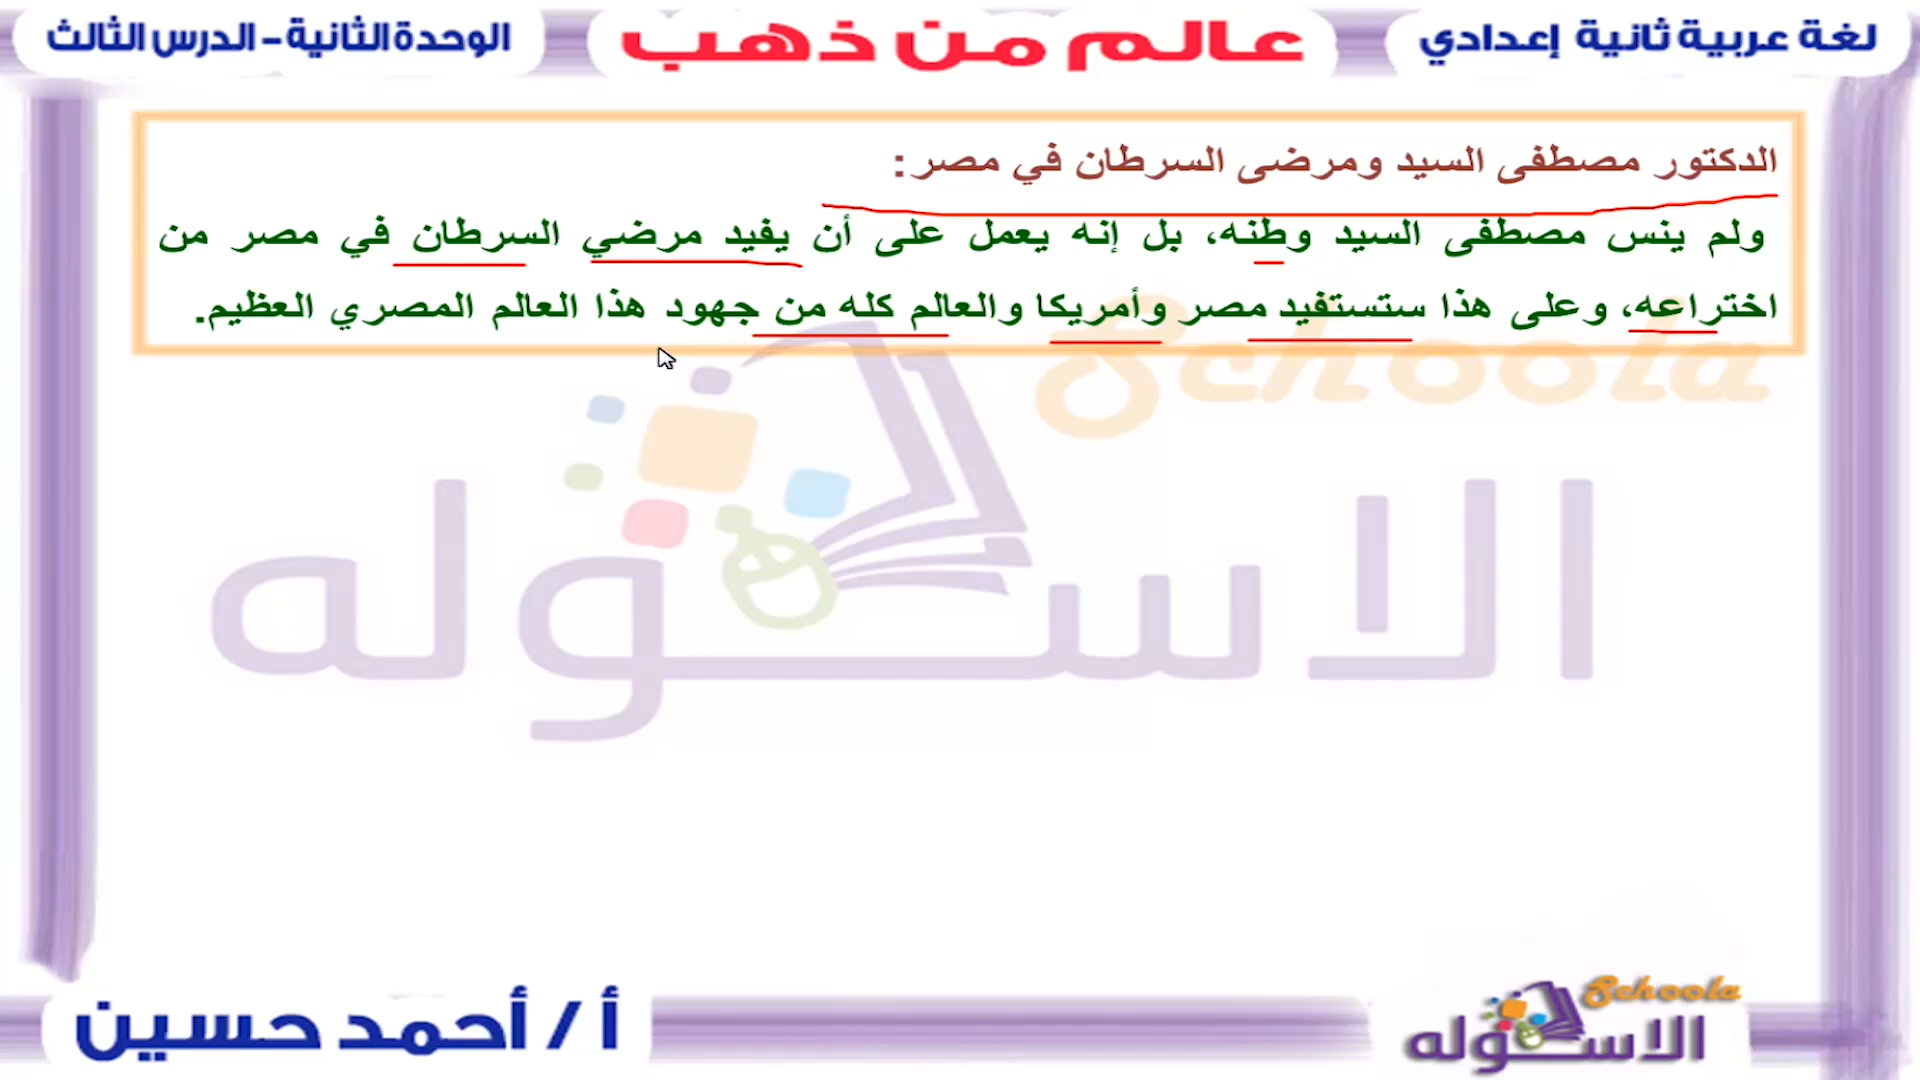 لغة عربية ثانية إعدادي
عالم من ذهب
الوحدة الثانية - الدرس الثالث
الدكتور مصطفى السيد ومرضى السرطان في مصر:
ولم ينس مصطفى السيد وطنه، بل إنه يعمل على أن يفيد مرضي السرطان في مصر من
اختراعه، وعلى هذا ستستفيد مصر وأمريكا والعالم كله من جهود هذا العالم المصري العظيم.
Schoola
الاسكوله
أ / أحمد حسين
Schoola
الاسكوله